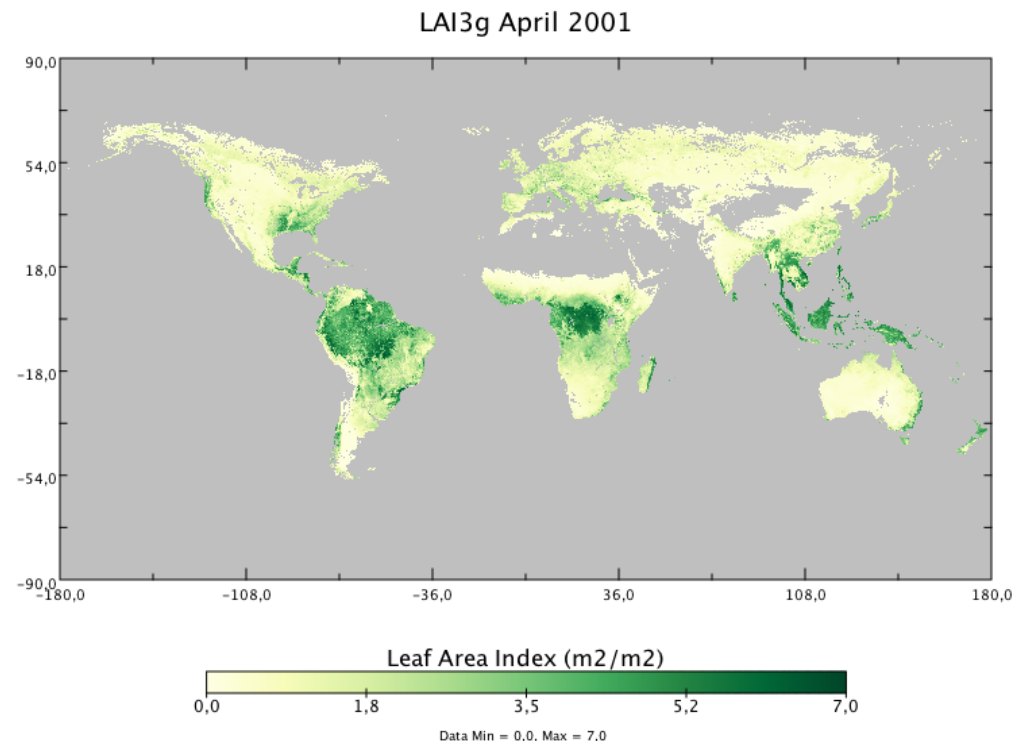 LAI3g April 2001
90,0
54,0
18,0
−18,0
−54,0
−90,0
−180,0 −108,0 −36,0 36,0 108,0 180,0
Leaf Area Index (m2/m2)
0,0 1,8 3,5 5,2 7,0
Data Min = 0,0, Max = 7,0